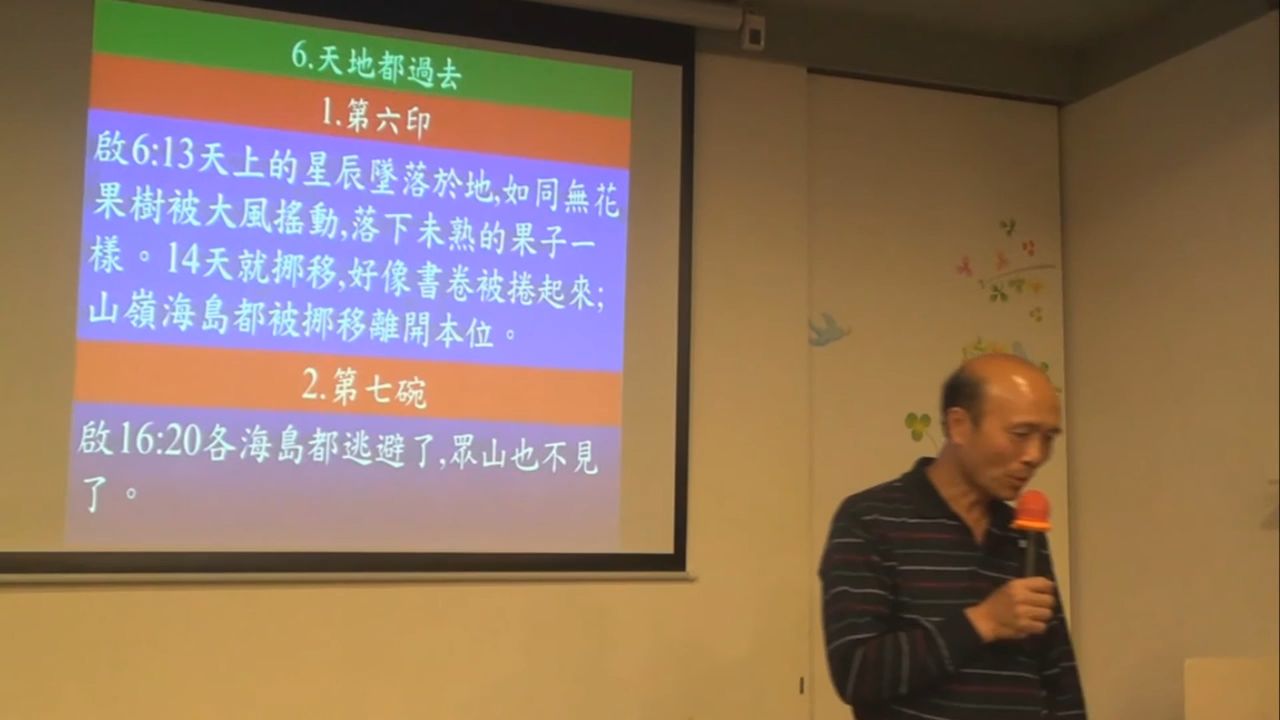 6.天地都過去
1.第六印
啟6:13天上的星辰墜落於地,如同無花
果樹被大風搖動,落下未熟的果子一
樣。14天就挪移,好像書卷被捲起來;
山嶺海島都被挪移離開本位。
2.第七碗
啟16:20各海島都逃避了,眾山也不見
了。